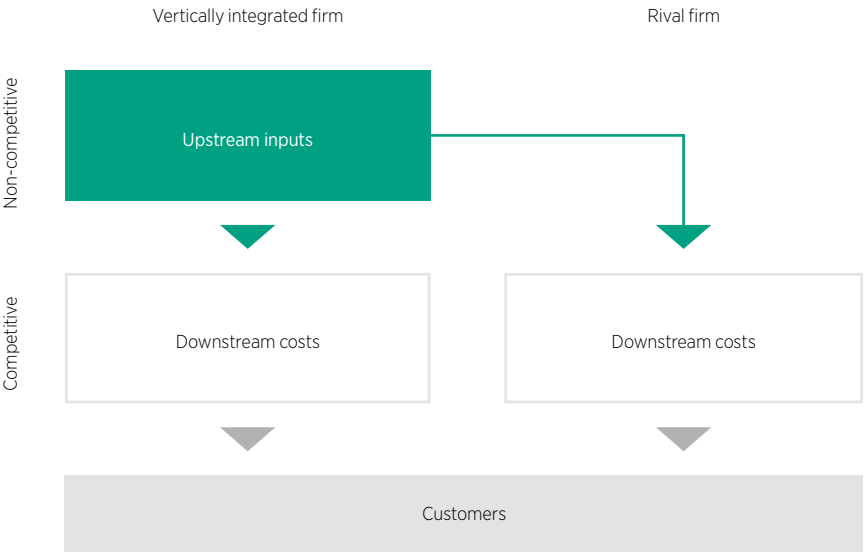 Vertically integrated firm
Rival firm
Non-competitive
Upstream inputs
Competitive
Downstream costs
Downstream costs
Customers